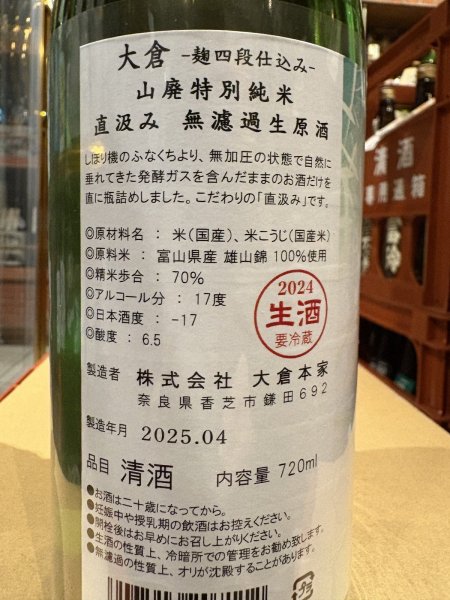 大倉 -麹四段仕込み-
山廃特別純米
直汲み 無濾過生原酒
しぼり機のふなくちより、無加圧の状態で自然に
垂れてきた発酵ガスを含んだままのお酒だけを
直に瓶詰めしました。こだわりの「直汲み」です。
◎原材料名 : 米(国産)、米こうじ(国産米)
◎原料米 : 富山県産 雄山錦 100%使用
◎精米歩合 : 70%
◎アルコール分 : 17度
◎日本酒度 : -17
◎酸度 : 6.5
2024
生酒
要冷蔵
製造者 株式会社 大倉本家
奈良県香芝市鎌田692
製造年月 2025.04
品目 清酒 内容量 720ml
●お酒は二十歳になってから。
●妊娠中や授乳期の飲酒はお控えください。
●開栓後はお早めにお召し上がりください。
●生酒の性質上、冷暗所での管理をお勧め致します。
●無濾過の性質上、オリが沈殿することがあります。
プラ
清酒
専用通箱